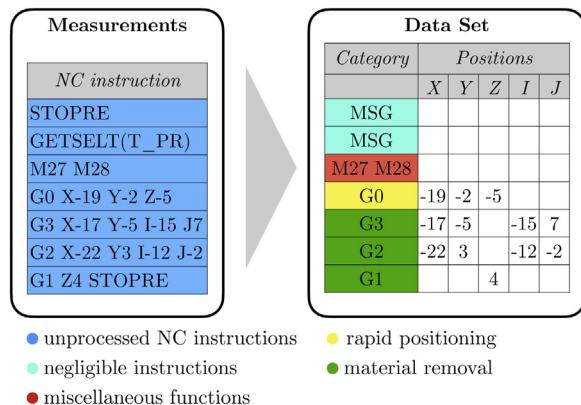 Measurements
NC instruction
STOPRE
GETSELT(T_PR)
M27 M28
G0 X-19 Y-2 Z-5
G3 X-17 Y-5 I-15 J7
G2 X-22 Y3 I-12 J-2
G1 Z4 STOPRE
Data Set
Category Positions
X Y Z I J
MSG
MSG
M27 M28
G0 -19 -2 -5
G3 -17 -5 -15 7
G2 -22 3 -12 -2
G1 4
unprocessed NC instructions
negligible instructions
miscellaneous functions
rapid positioning
material removal